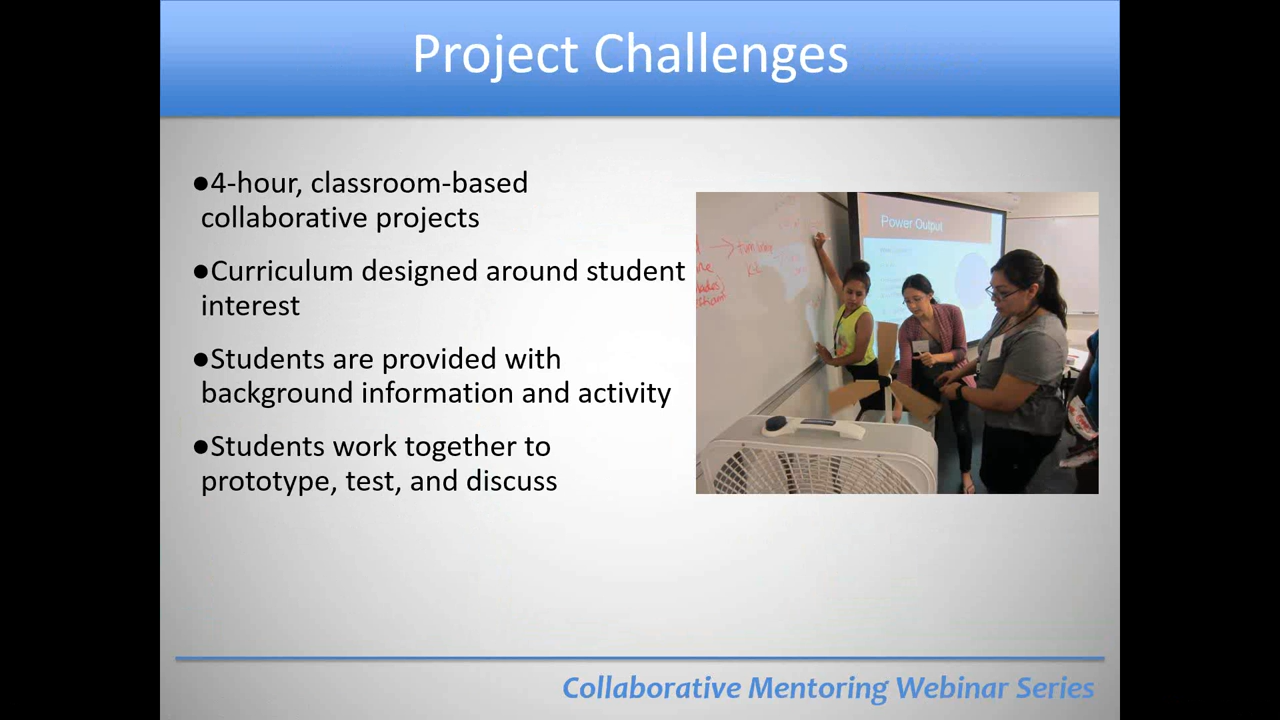 Project Challenges
●4-hour, classroom-based
collaborative projects
●Curriculum designed around student
interest
●Students are provided with
background information and activity
●Students work together to
prototype, test, and discuss
Power Output
Collaborative Mentoring Webinar Series